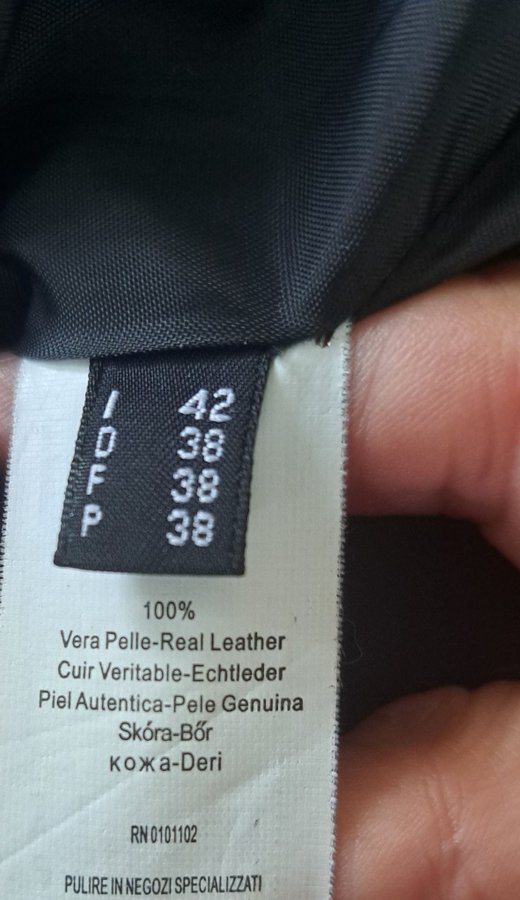 I 42
D 38
F 38
P 38
100%
Vera Pelle-Real Leather
Cuir Veritable-Echtleder
Piel Autentica-Pele Genuina
Skóra-Bőr
кожа-Deri
RN 0101102
PULIRE IN NEGOZI SPECIALIZZATI